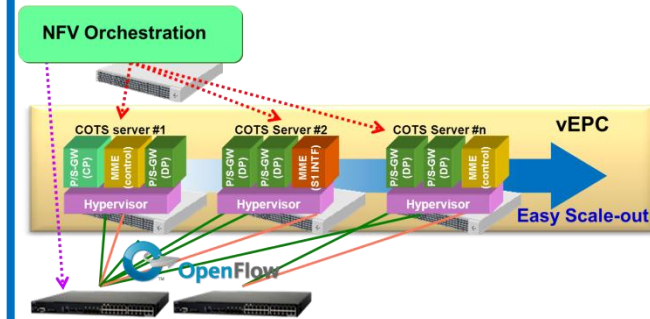 NFV Orchestration
COTS server #1
COTS Server #2
COTS Server #n
vEPC
P/S-GW
(CP)
MME
(control)
P/S-GW
(DP)
P/S-GW
(DP)
P/S-GW
(DP)
MME
(S1 INTF)
P/S-GW
(DP)
P/S-GW
(DP)
MME
(control)
Hypervisor
Hypervisor
Hypervisor
Easy Scale-out
OpenFlow
TM